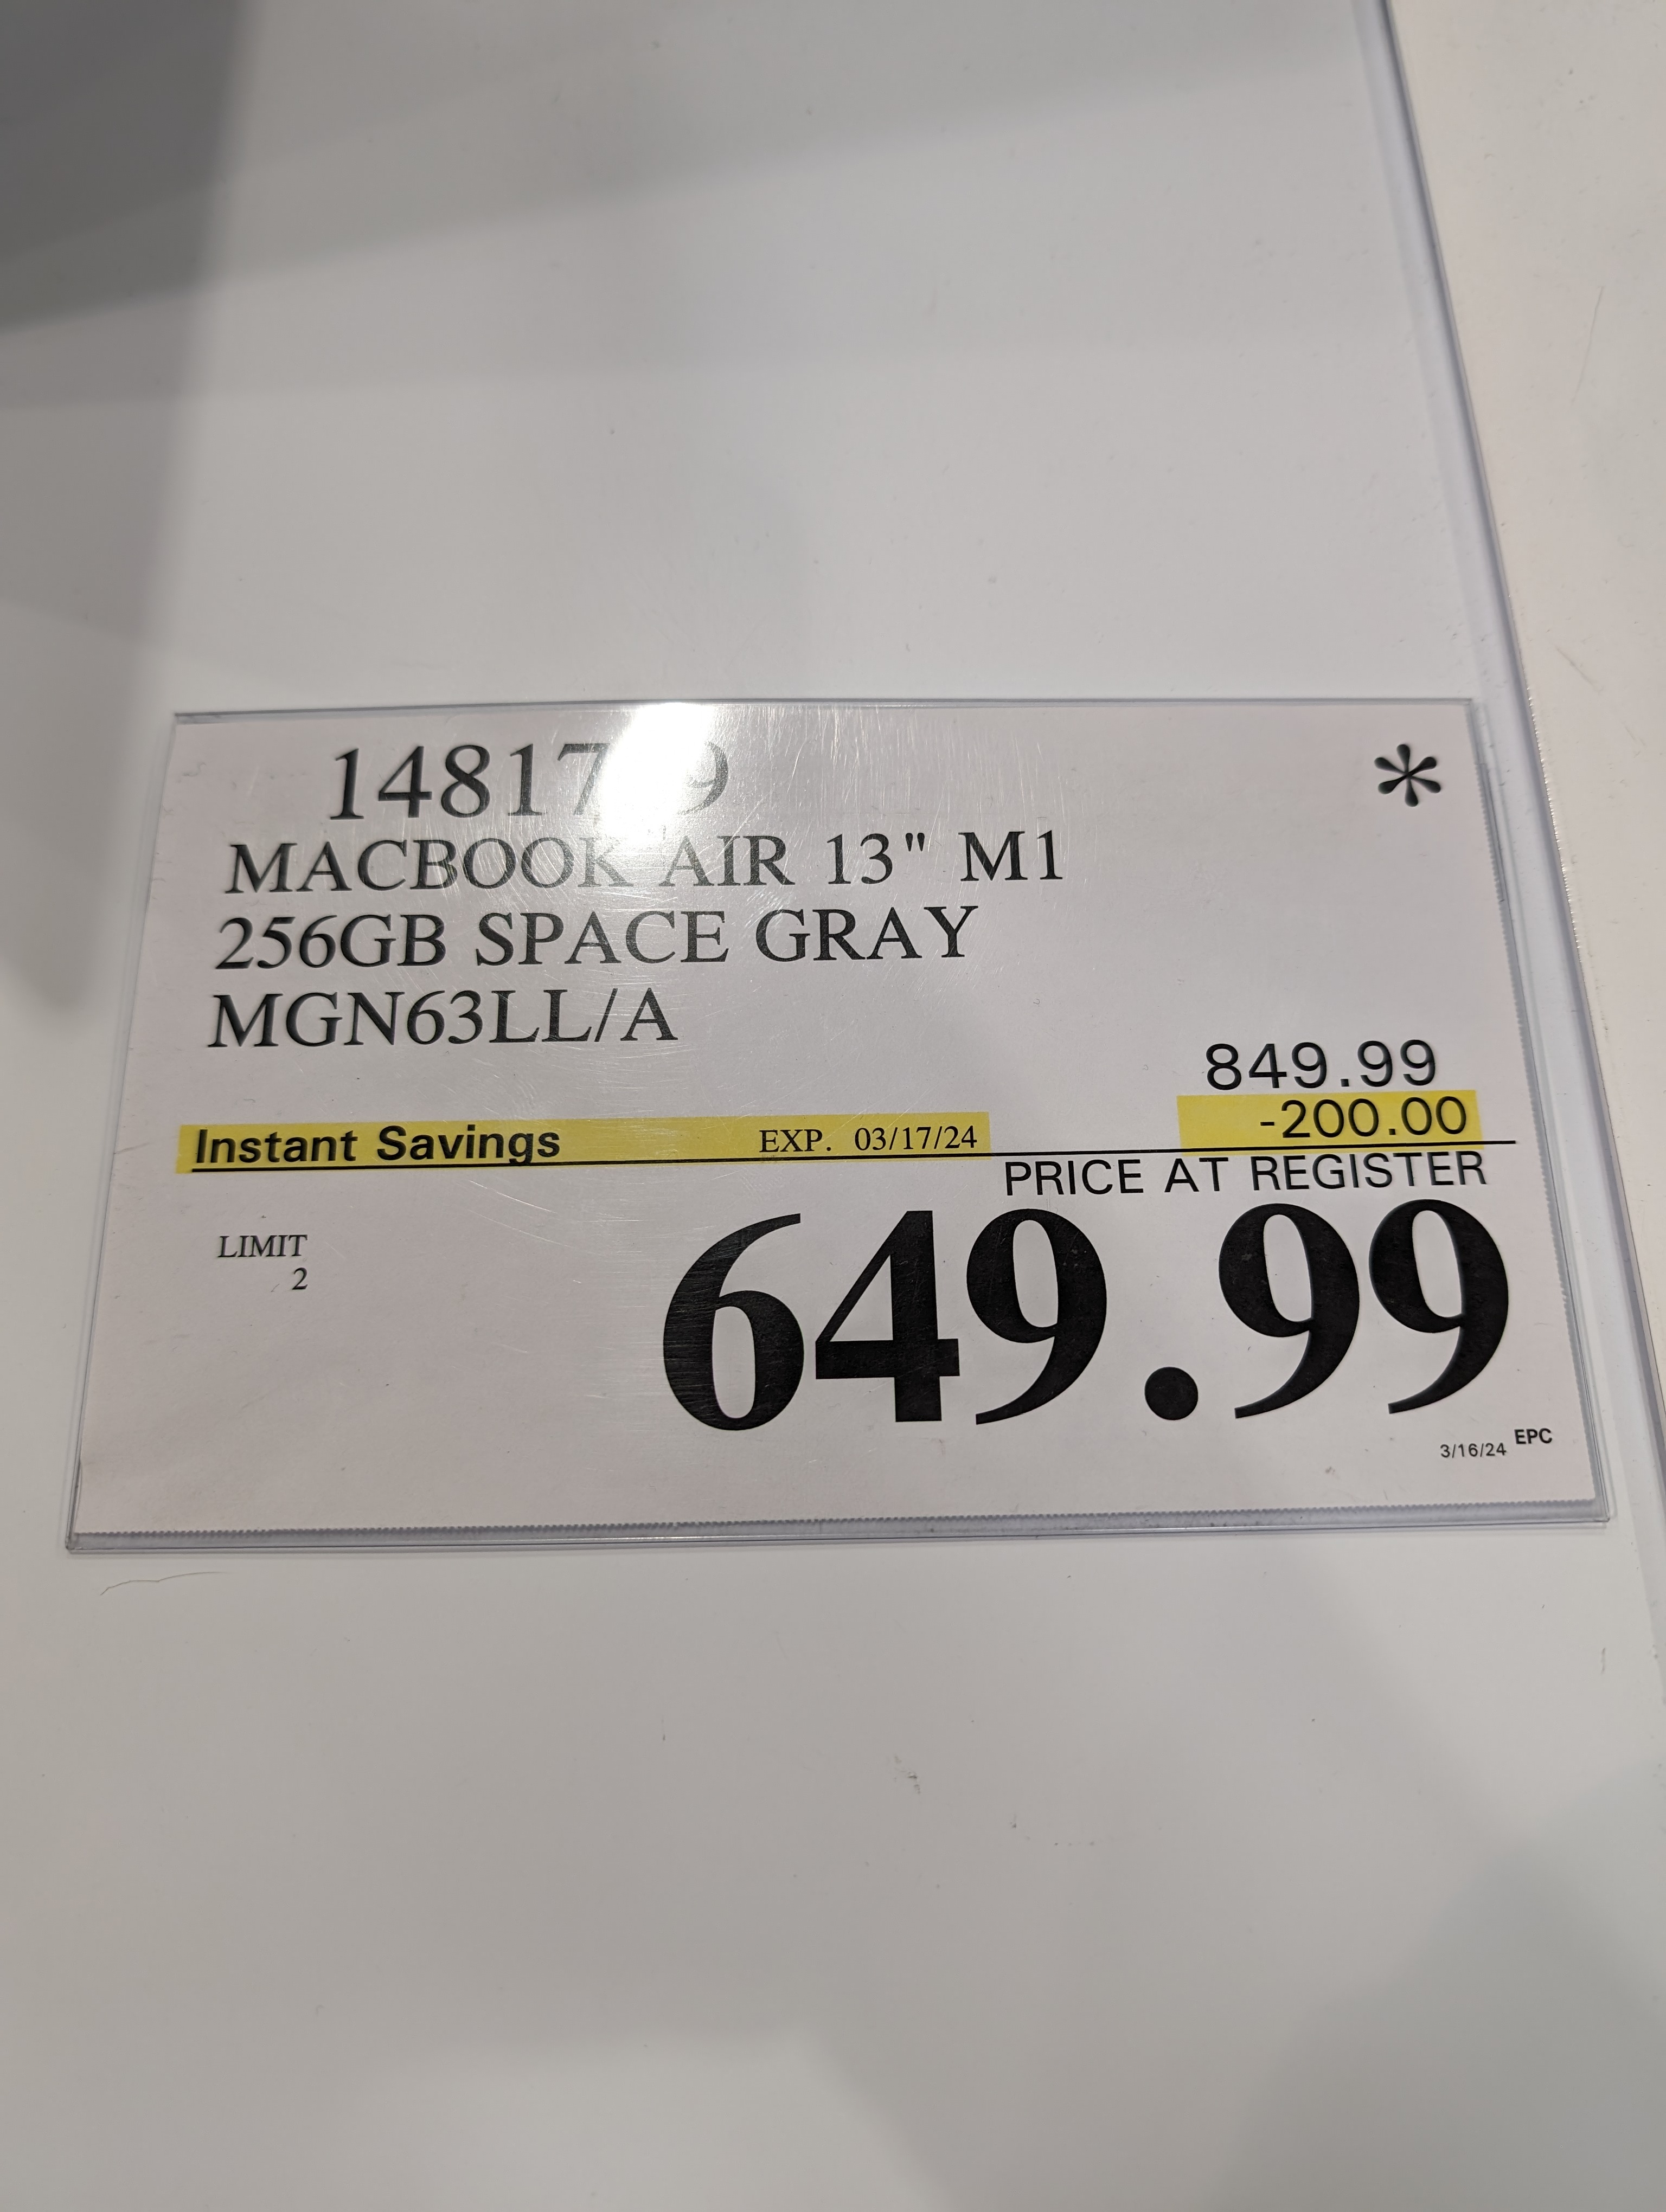 *
MACBOOK AIR 13" M1
256GB SPACE GRAY
MGN63LL/A
849.99
Instant Savings EXP. 03/17/24 -200.00
PRICE AT REGISTER
LIMIT
2
649.99
3/16/24 EPC